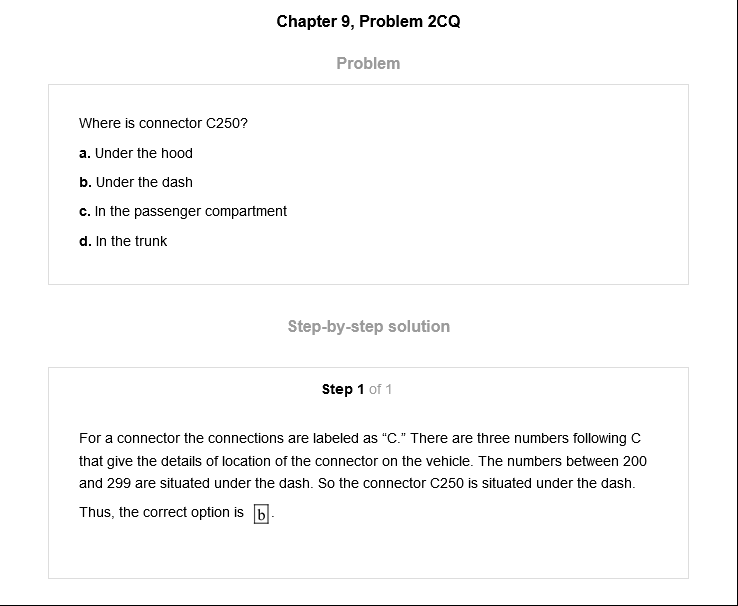 Chapter 9, Problem 2CQ
Problem
Where is connector C250?
a. Under the hood
b. Under the dash
c. In the passenger compartment
d. In the trunk
Step-by-step solution
Step 1 of 1
For a connector the connections are labeled as “C.” There are three numbers following C
that give the details of location of the connector on the vehicle. The numbers between 200
and 299 are situated under the dash. So the connector C250 is situated under the dash.
Thus, the correct option is b.